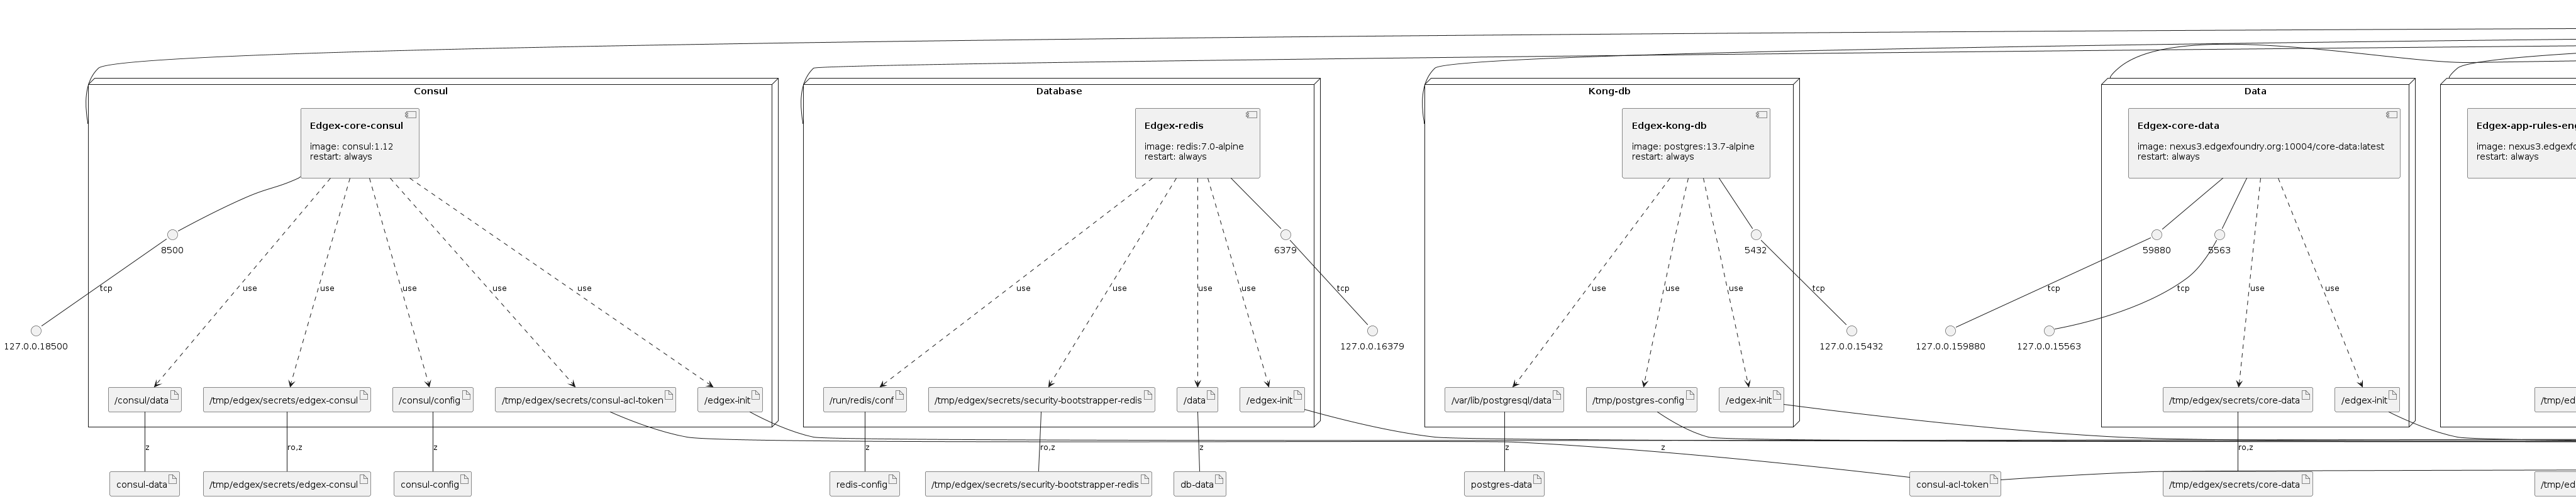 Consul
Database
Kong-db
Data
Edgex-core-consul
image: consul:1.12
restart: always
Edgex-redis
image: redis:7.0-alpine
restart: always
Edgex-kong-db
image: postgres:13.7-alpine
restart: always
Edgex-core-data
image: nexus3.edgexfoundry.org:10004/core-data:latest
restart: always
Edgex-app-rules-en
image: nexus3.edgexf
restart: always
8500
6379
5432
59880
5563
tcp
use
use
use
use
use
use
use
use
use
tcp
use
use
use
tcp
tcp
tcp
use
use
127.0.0.18500
127.0.0.16379
127.0.0.15432
127.0.0.159880
127.0.0.15563
/consul/data
/tmp/edgex/secrets/edgex-consul
/consul/config
/tmp/edgex/secrets/consul-acl-token
/edgex-init
/run/redis/conf
/tmp/edgex/secrets/security-bootstrapper-redis
/data
/edgex-init
/var/lib/postgresql/data
/tmp/postgres-config
/edgex-init
/tmp/edgex/secrets/core-data
/edgex-init
/tmp/ed
z
ro,z
z
z
ro,z
z
z
z
ro,z
consul-data
/tmp/edgex/secrets/edgex-consul
consul-config
redis-config
/tmp/edgex/secrets/security-bootstrapper-redis
db-data
postgres-data
consul-acl-token
/tmp/edgex/secrets/core-data
/tmp/ed